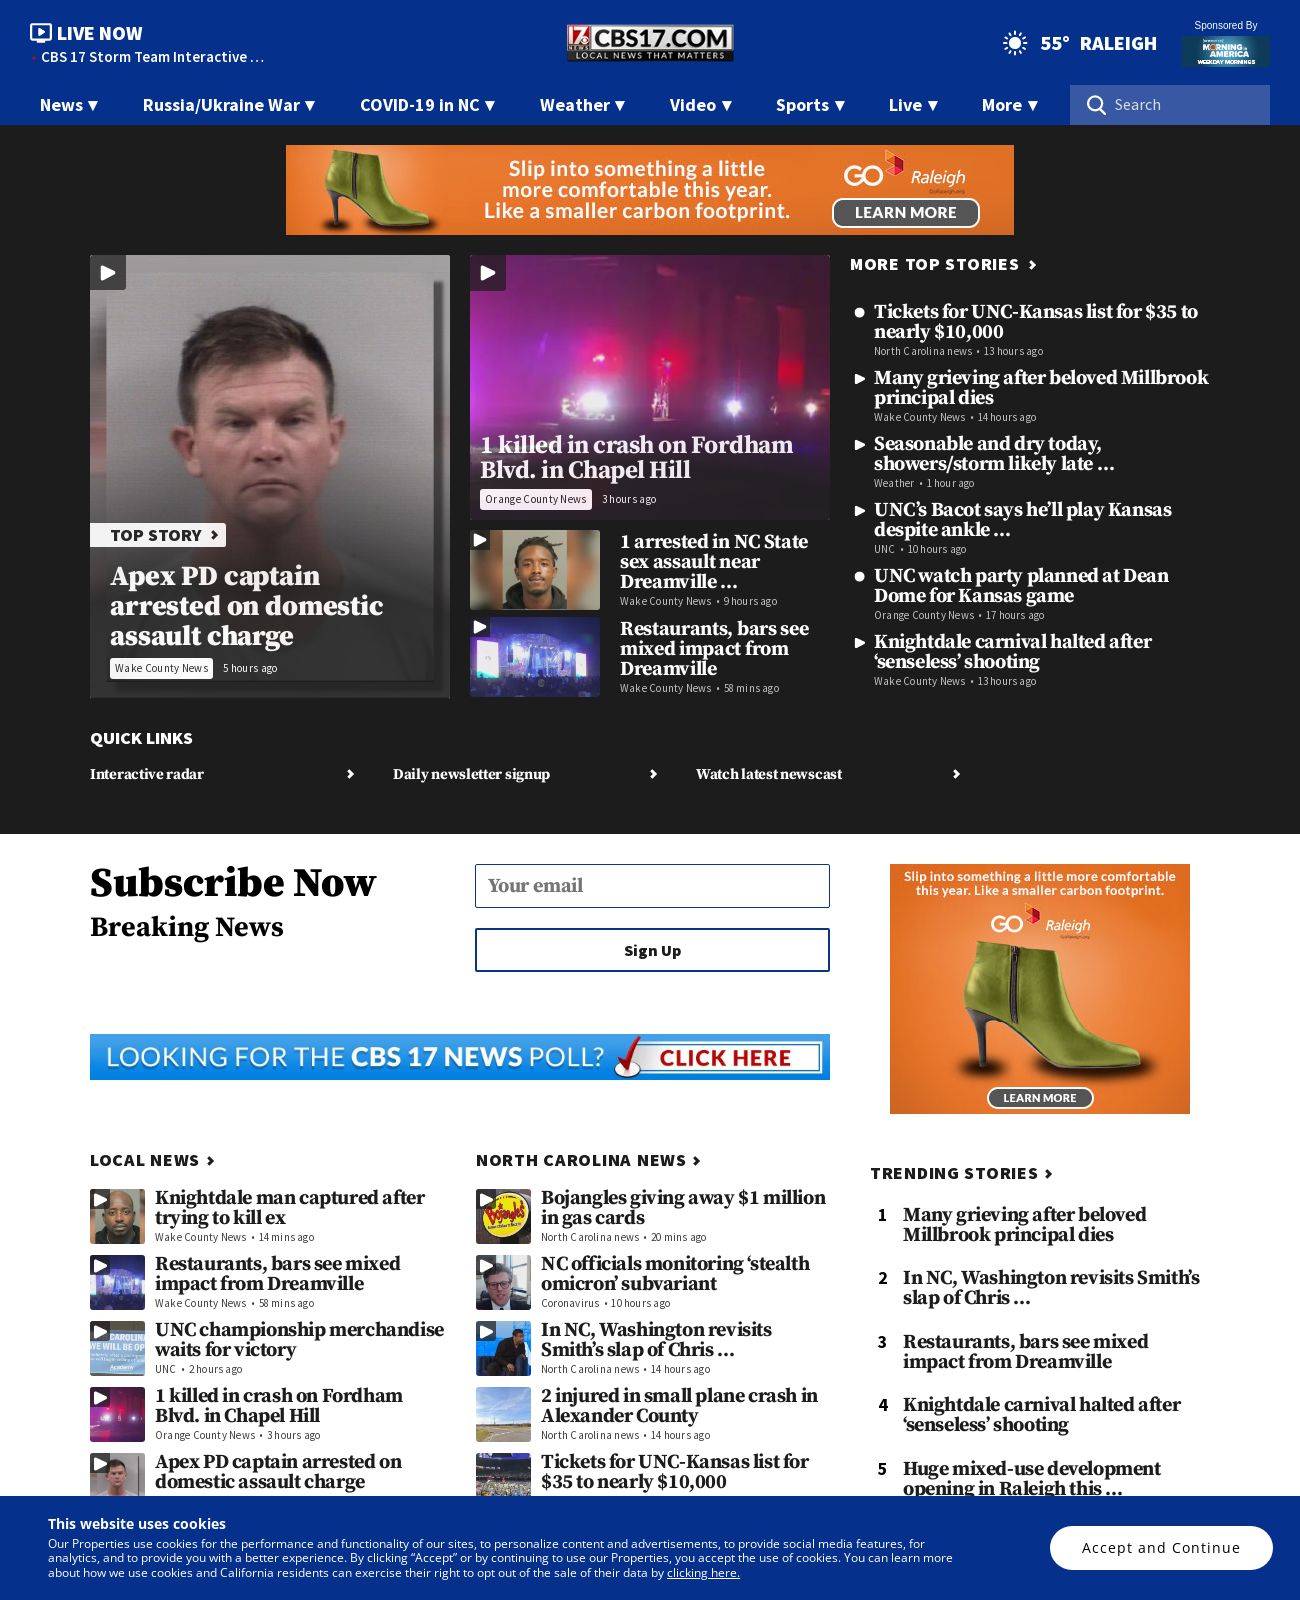 LIVE NOW
CBS 17 Storm Team Interactive …
17
NEWS
CBS17.COM
LOCAL NEWS THAT MATTERS
55° RALEIGH
Sponsored By
MORNING IN
AMERICA
WEEKDAY MORNINGS
News ▾ Russia/Ukraine War ▾ COVID-19 in NC ▾ Weather ▾ Video ▾ Sports ▾ Live ▾ More ▾ Search
Slip into something a little
more comfortable this year.
Like a smaller carbon footprint.
GO Raleigh
GoRaleigh.org
LEARN MORE
TOP STORY
Apex PD captain
arrested on domestic
assault charge
Wake County News 5 hours ago
1 killed in crash on Fordham
Blvd. in Chapel Hill
Orange County News 3 hours ago
1 arrested in NC State
sex assault near
Dreamville …
Wake County News • 9 hours ago
Restaurants, bars see
mixed impact from
Dreamville
Wake County News • 58 mins ago
MORE TOP STORIES
Tickets for UNC-Kansas list for $35 to
nearly $10,000
North Carolina news • 13 hours ago
Many grieving after beloved Millbrook
principal dies
Wake County News • 14 hours ago
Seasonable and dry today,
showers/storm likely late …
Weather • 1 hour ago
UNC’s Bacot says he’ll play Kansas
despite ankle …
UNC • 10 hours ago
UNC watch party planned at Dean
Dome for Kansas game
Orange County News • 17 hours ago
Knightdale carnival halted after
‘senseless’ shooting
Wake County News • 13 hours ago
QUICK LINKS
Interactive radar
Daily newsletter signup
Watch latest newscast
Subscribe Now
Breaking News
Your email
Sign Up
Slip into something a little more comfortable
this year. Like a smaller carbon footprint.
GO Raleigh
GoRaleigh.org
LEARN MORE
LOOKING FOR THE CBS 17 NEWS POLL? CLICK HERE
LOCAL NEWS
Knightdale man captured after
trying to kill ex
Wake County News • 14 mins ago
Restaurants, bars see mixed
impact from Dreamville
Wake County News • 58 mins ago
CAROLINA
WE WILL BE OP
Academy
UNC championship merchandise
waits for victory
UNC • 2 hours ago
1 killed in crash on Fordham
Blvd. in Chapel Hill
Orange County News • 3 hours ago
Apex PD captain arrested on
domestic assault charge
NORTH CAROLINA NEWS
Bojangles
Bojangles giving away $1 million
in gas cards
North Carolina news • 20 mins ago
NC officials monitoring ‘stealth
omicron’ subvariant
Coronavirus • 10 hours ago
In NC, Washington revisits
Smith’s slap of Chris …
North Carolina news • 14 hours ago
2 injured in small plane crash in
Alexander County
North Carolina news • 14 hours ago
Tickets for UNC-Kansas list for
$35 to nearly $10,000
TRENDING STORIES
1 Many grieving after beloved
Millbrook principal dies
2 In NC, Washington revisits Smith’s
slap of Chris …
3 Restaurants, bars see mixed
impact from Dreamville
4 Knightdale carnival halted after
‘senseless’ shooting
5 Huge mixed-use development
opening in Raleigh this …
This website uses cookies
Our Properties use cookies for the performance and functionality of our sites, to personalize content and advertisements, to provide social media features, for
analytics, and to provide you with a better experience. By clicking “Accept” or by continuing to use our Properties, you accept the use of cookies. You can learn more
about how we use cookies and California residents can exercise their right to opt out of the sale of their data by clicking here.
Accept and Continue